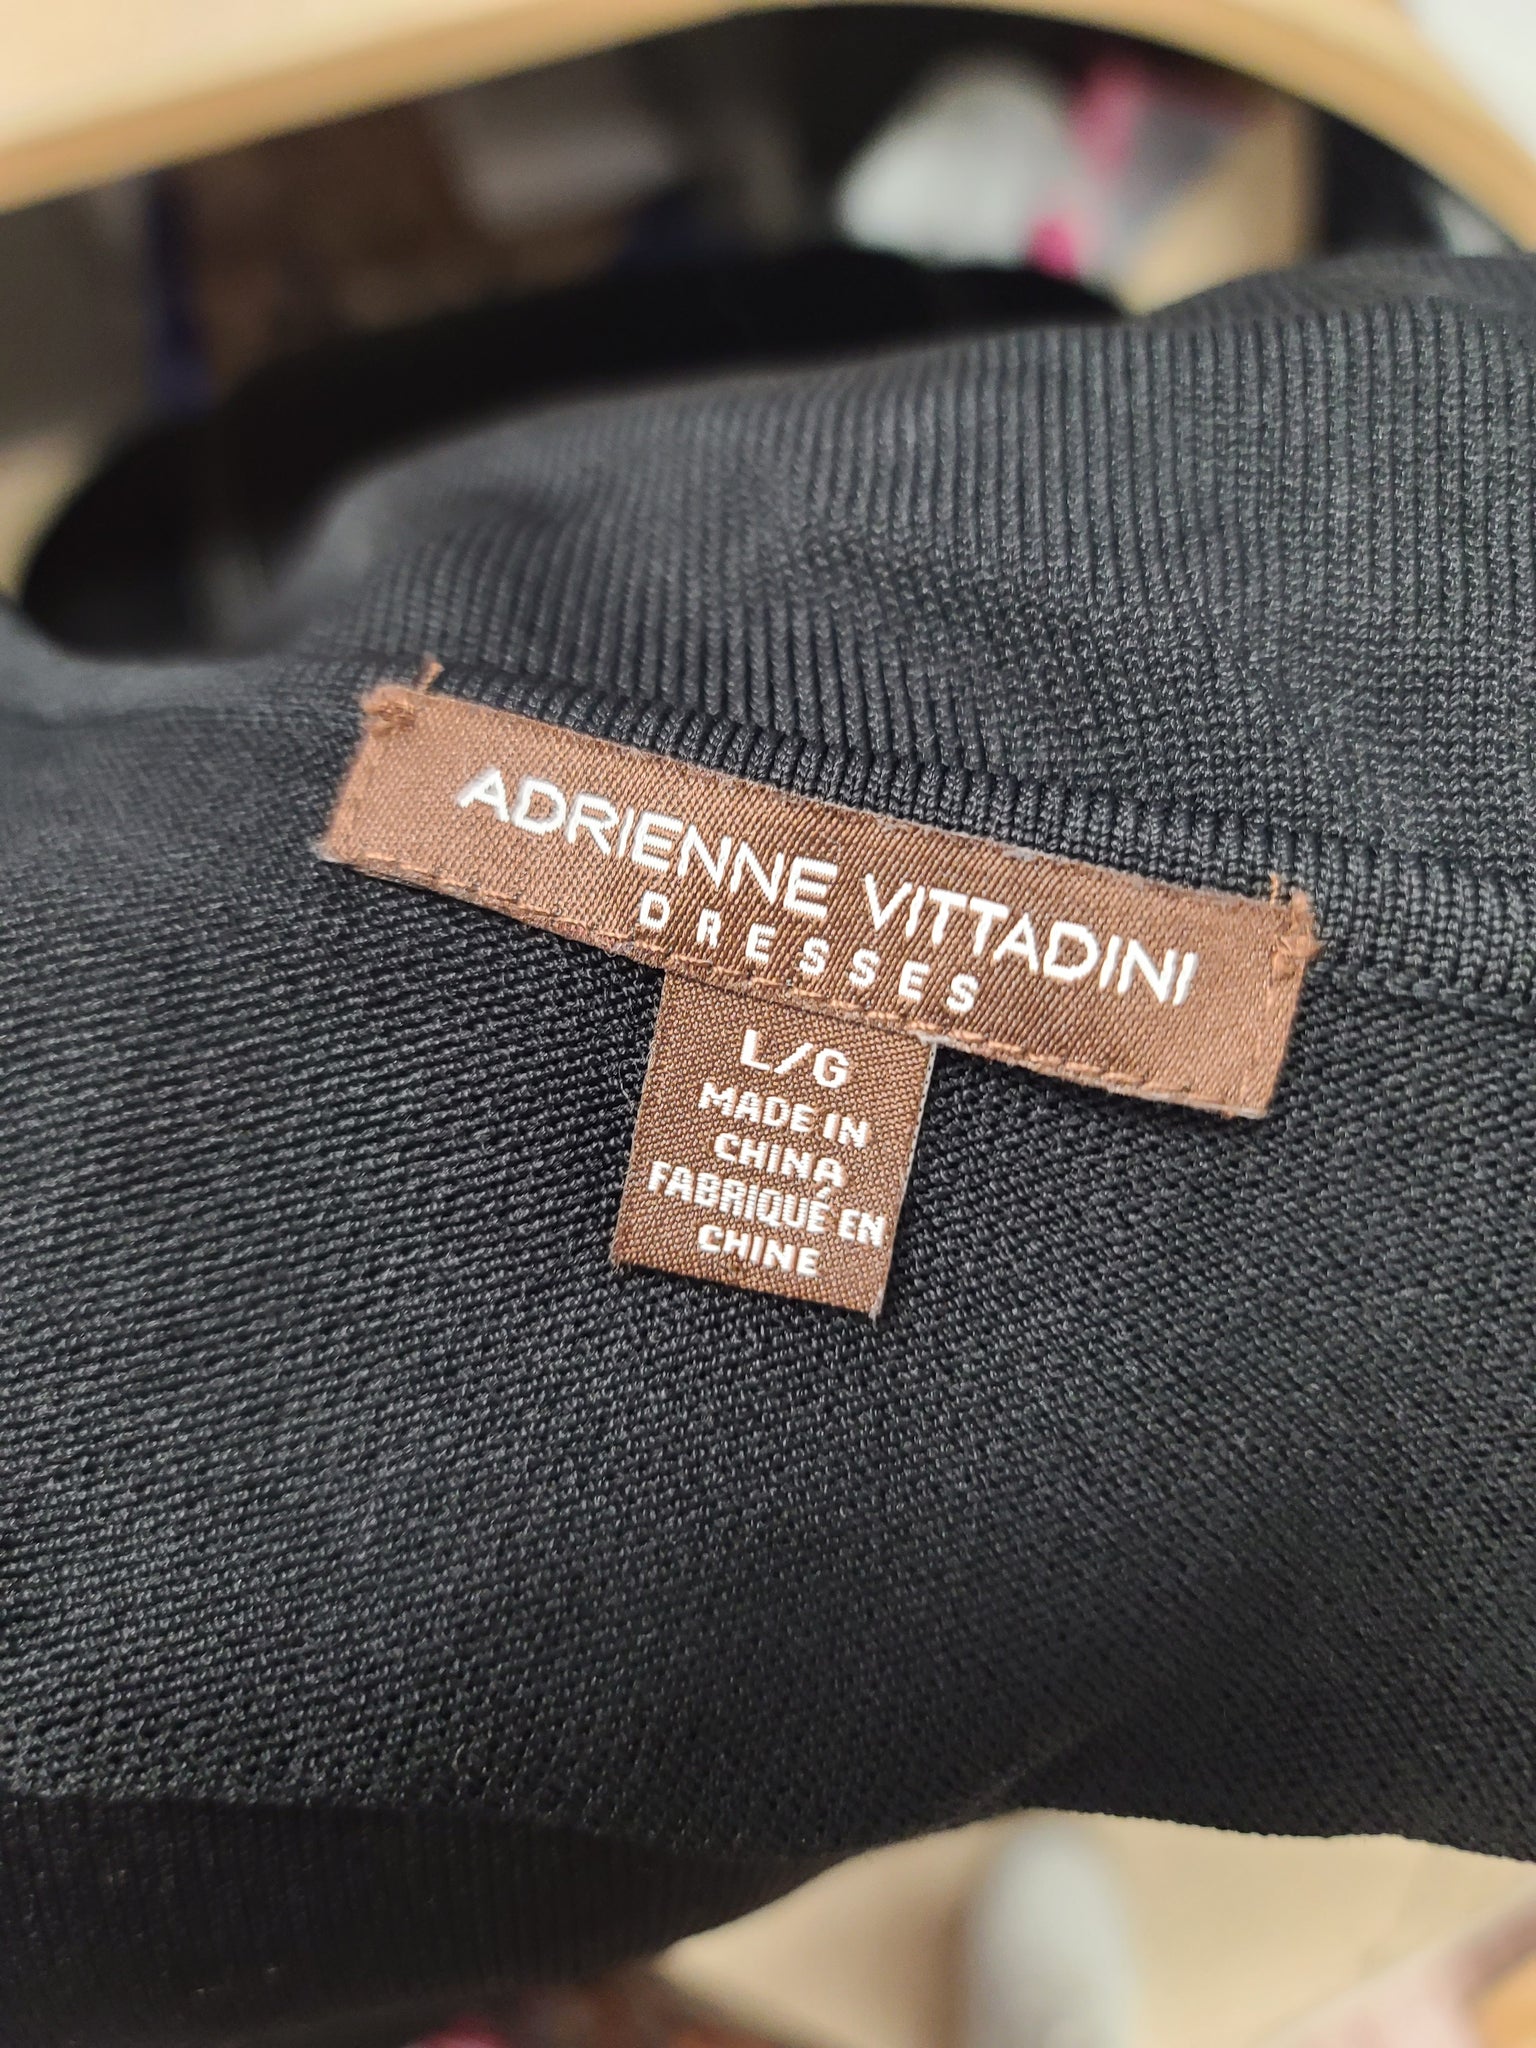 ADRIENNE VITTADINI
DRESSES
L/G
MADE IN
CHINA
FABRIQUÉ EN
CHINE